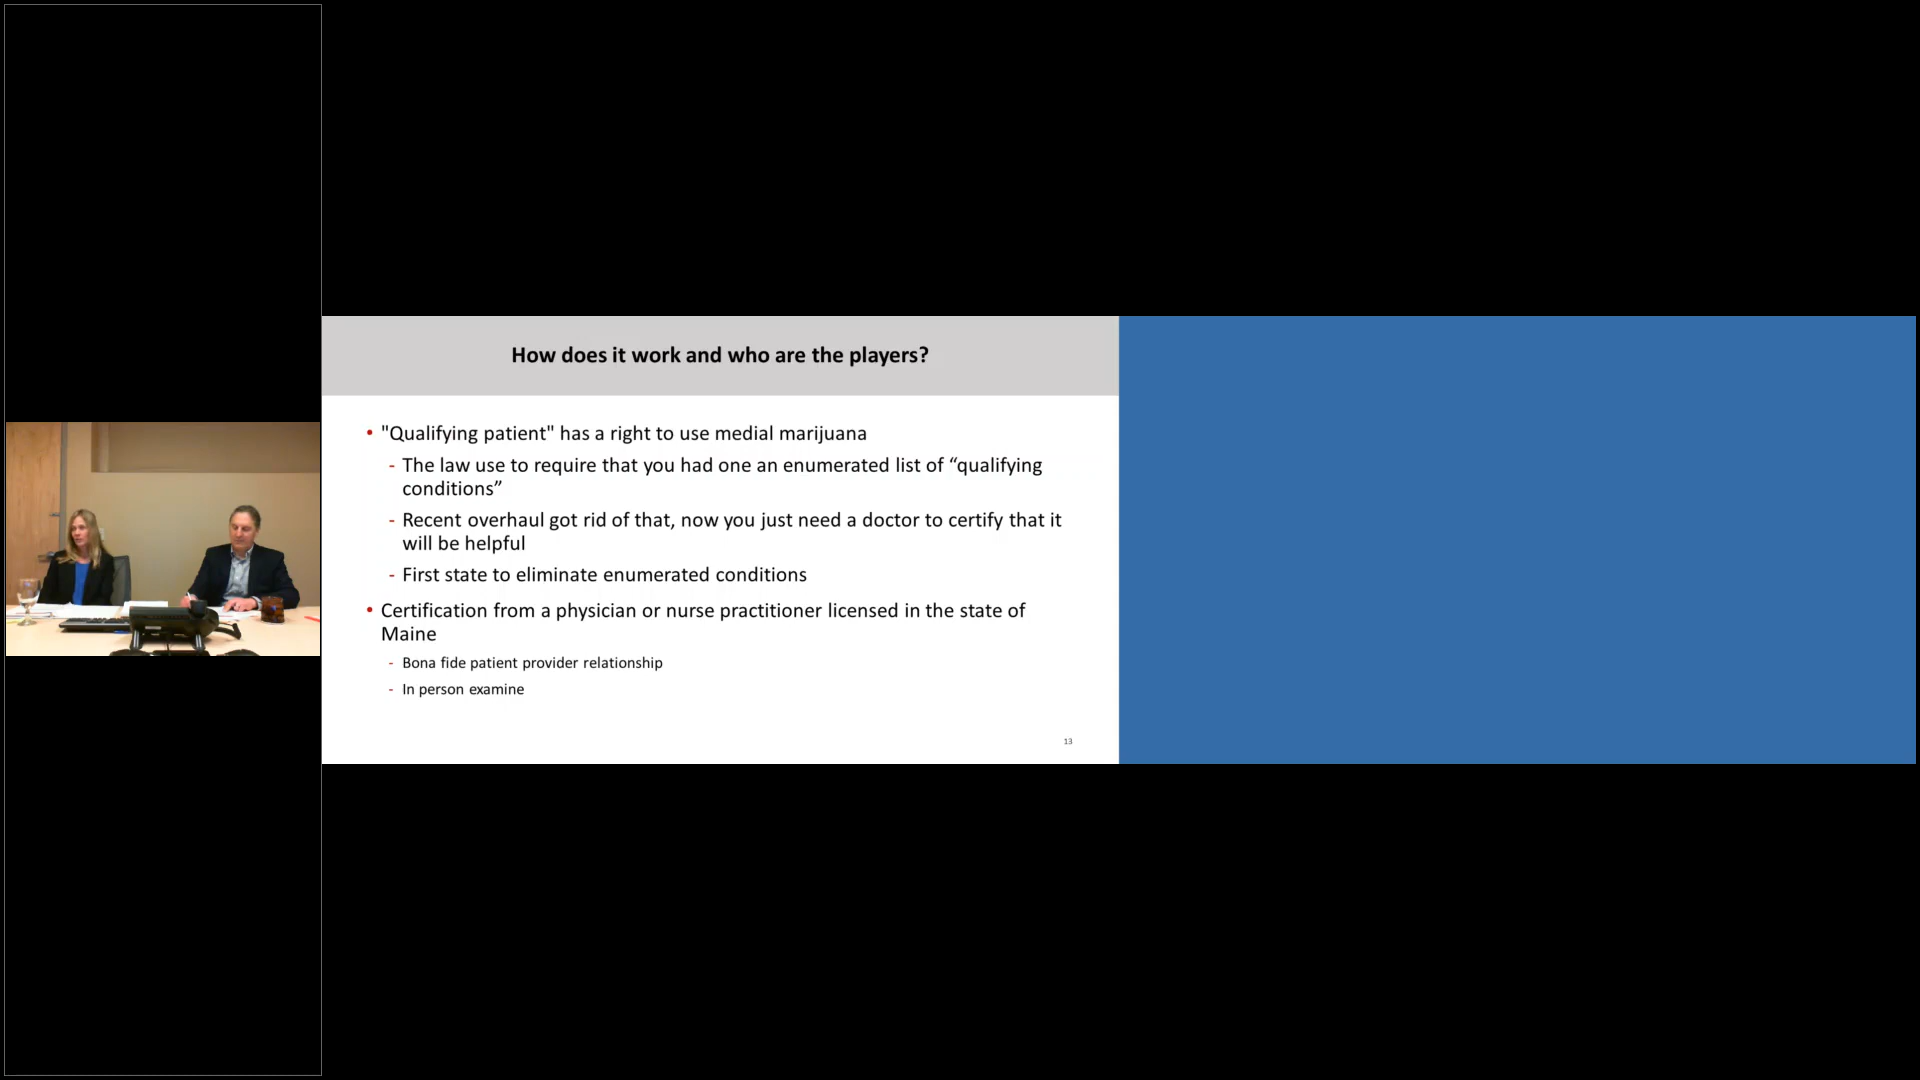 How does it work and who are the players?
• "Qualifying patient" has a right to use medial marijuana
- The law use to require that you had one an enumerated list of “qualifying
conditions”
- Recent overhaul got rid of that, now you just need a doctor to certify that it
will be helpful
- First state to eliminate enumerated conditions
• Certification from a physician or nurse practitioner licensed in the state of
Maine
- Bona fide patient provider relationship
- In person examine
13